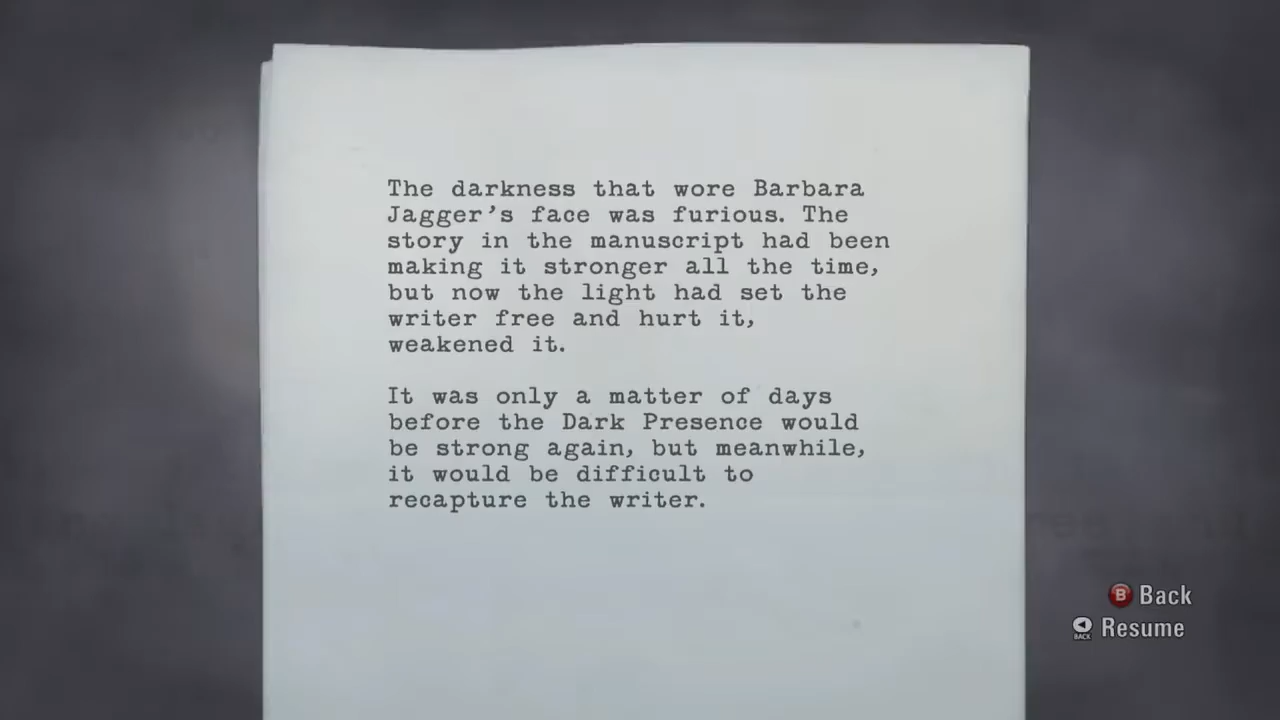 The darkness that wore Barbara
Jagger's face was furious. The
story in the manuscript had been
making it stronger all the time,
but now the light had set the
writer free and hurt it,
weakened it.
It was only a matter of days
before the Dark Presence would
be strong again, but meanwhile,
it would be difficult to
recapture the writer.
B Back
BACK Resume